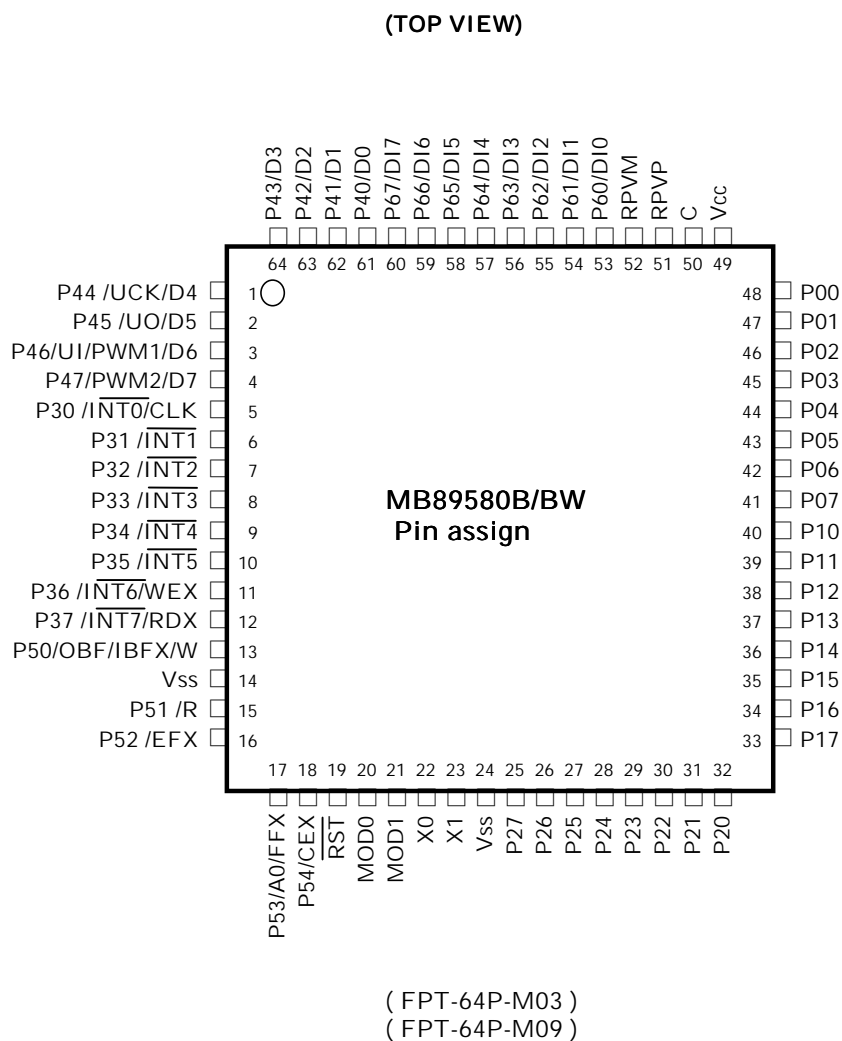 (TOP VIEW)
P43/D3
P42/D2
P41/D1
P40/D0
P67/DI7
P66/DI6
P65/DI5
P64/DI4
P63/DI3
P62/DI2
P61/DI1
P60/DI0
RPVM
RPVP
C
Vcc
64 63 62 61 60 59 58 57 56 55 54 53 52 51 50 49
P44 /UCK/D4 1 48 P00
P45 /UO/D5 2 47 P01
P46/UI/PWM1/D6 3 46 P02
P47/PWM2/D7 4 45 P03
P30 /INT0/CLK 5 44 P04
P31 /INT1 6 43 P05
P32 /INT2 7 42 P06
P33 /INT3 8 41 P07
P34 /INT4 9 40 P10
P35 /INT5 10 39 P11
P36 /INT6/WEX 11 38 P12
P37 /INT7/RDX 12 37 P13
P50/OBF/IBFX/W 13 36 P14
Vss 14 35 P15
P51 /R 15 34 P16
P52 /EFX 16 33 P17
MB89580B/BW
Pin assign
17 18 19 20 21 22 23 24 25 26 27 28 29 30 31 32
P53/A0/FFX
P54/CEX
RST
MOD0
MOD1
X0
X1
Vss
P27
P26
P25
P24
P23
P22
P21
P20
( FPT-64P-M03 )
( FPT-64P-M09 )